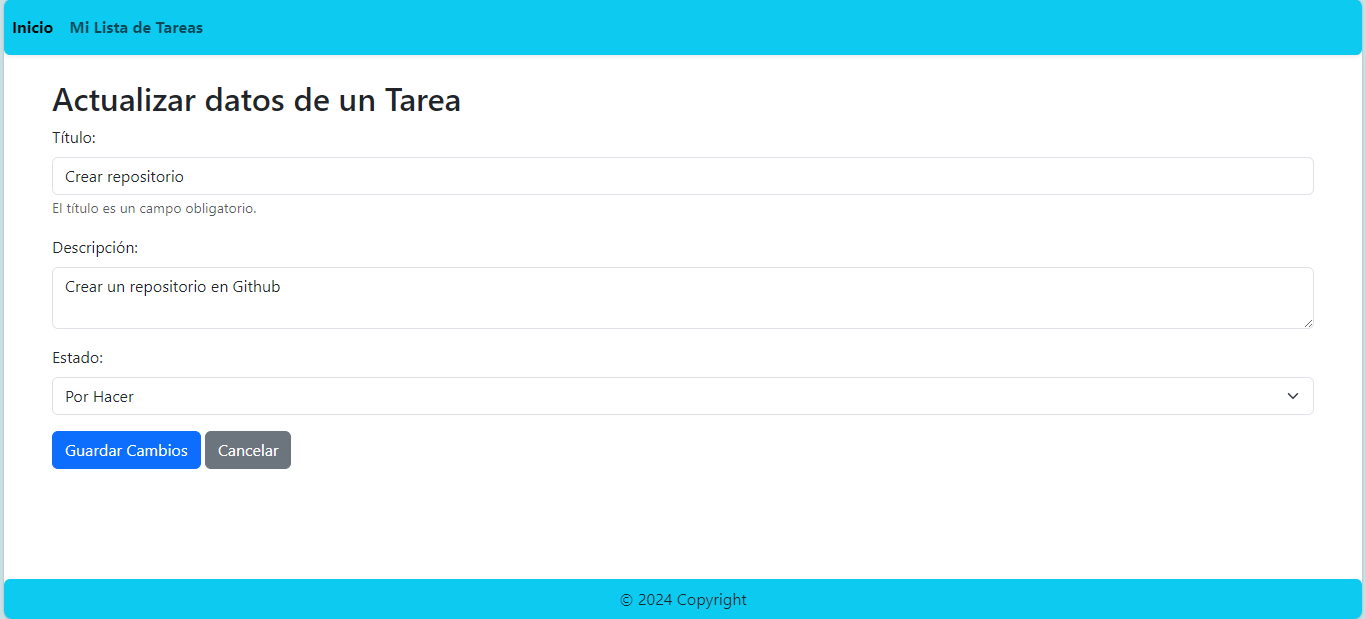 Inicio Mi Lista de Tareas
Actualizar datos de un Tarea
Título:
Crear repositorio
El título es un campo obligatorio.
Descripción:
Crear un repositorio en Github
Estado:
Por Hacer
Guardar Cambios Cancelar
© 2024 Copyright